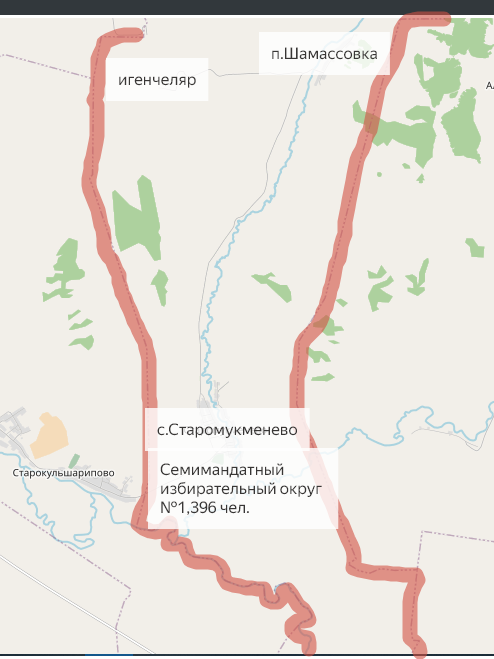 п.Шамассовка
игенчеляр
с.Старомукменево
Старокульшарипово
Семимандатный
избирательный округ
№1,396 чел.